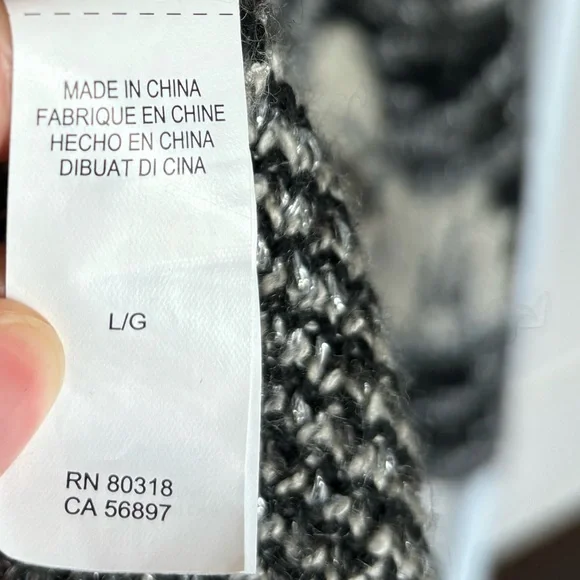 MADE IN CHINA
FABRIQUE EN CHINE
HECHO EN CHINA
DIBUAT DI CINA
L/G
RN 80318
CA 56897